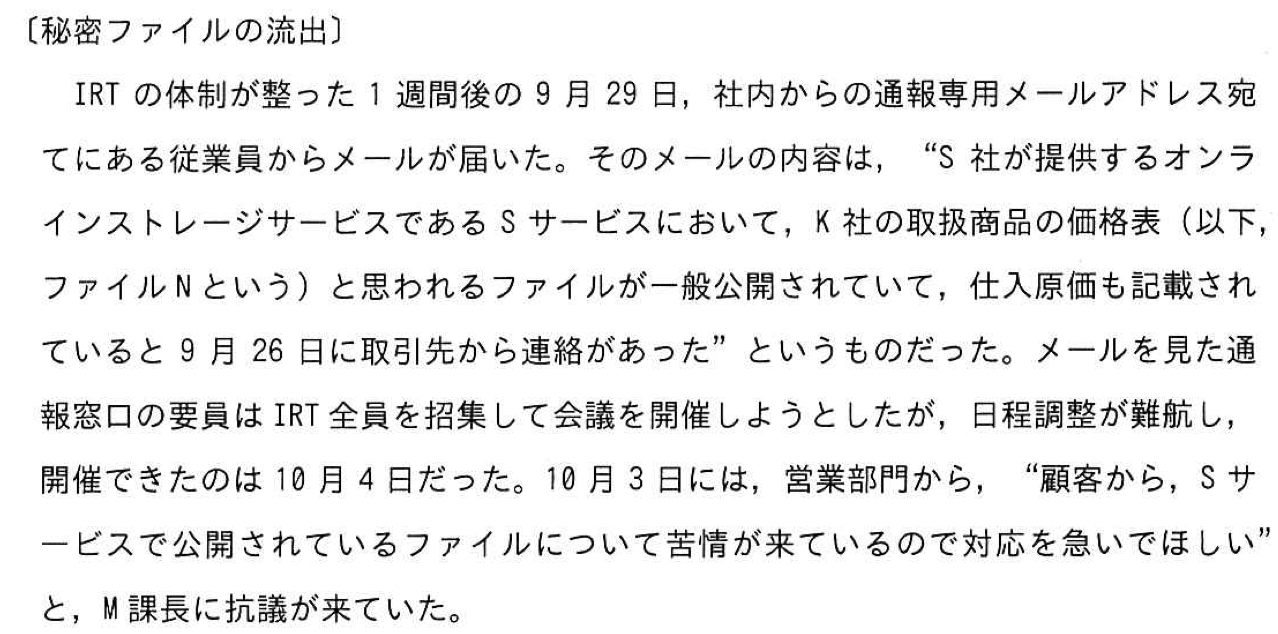 〔秘密ファイルの流出〕
IRT の体制が整った 1 週間後の 9 月 29 日，社内からの通報専用メールアドレス宛
てにある従業員からメールが届いた。そのメールの内容は，“S 社が提供するオンラ
インストレージサービスである S サービスにおいて，K 社の取扱商品の価格表（以下，
ファイル N という）と思われるファイルが一般公開されていて，仕入原価も記載され
ていると 9 月 26 日に取引先から連絡があった”というものだった。メールを見た通
報窓口の要員は IRT 全員を招集して会議を開催しようとしたが，日程調整が難航し，
開催できたのは 10 月 4 日だった。10 月 3 日には，営業部門から，“顧客から，S サ
ービスで公開されているファイルについて苦情が来ているので対応を急いでほしい”
と，M 課長に抗議が来ていた。